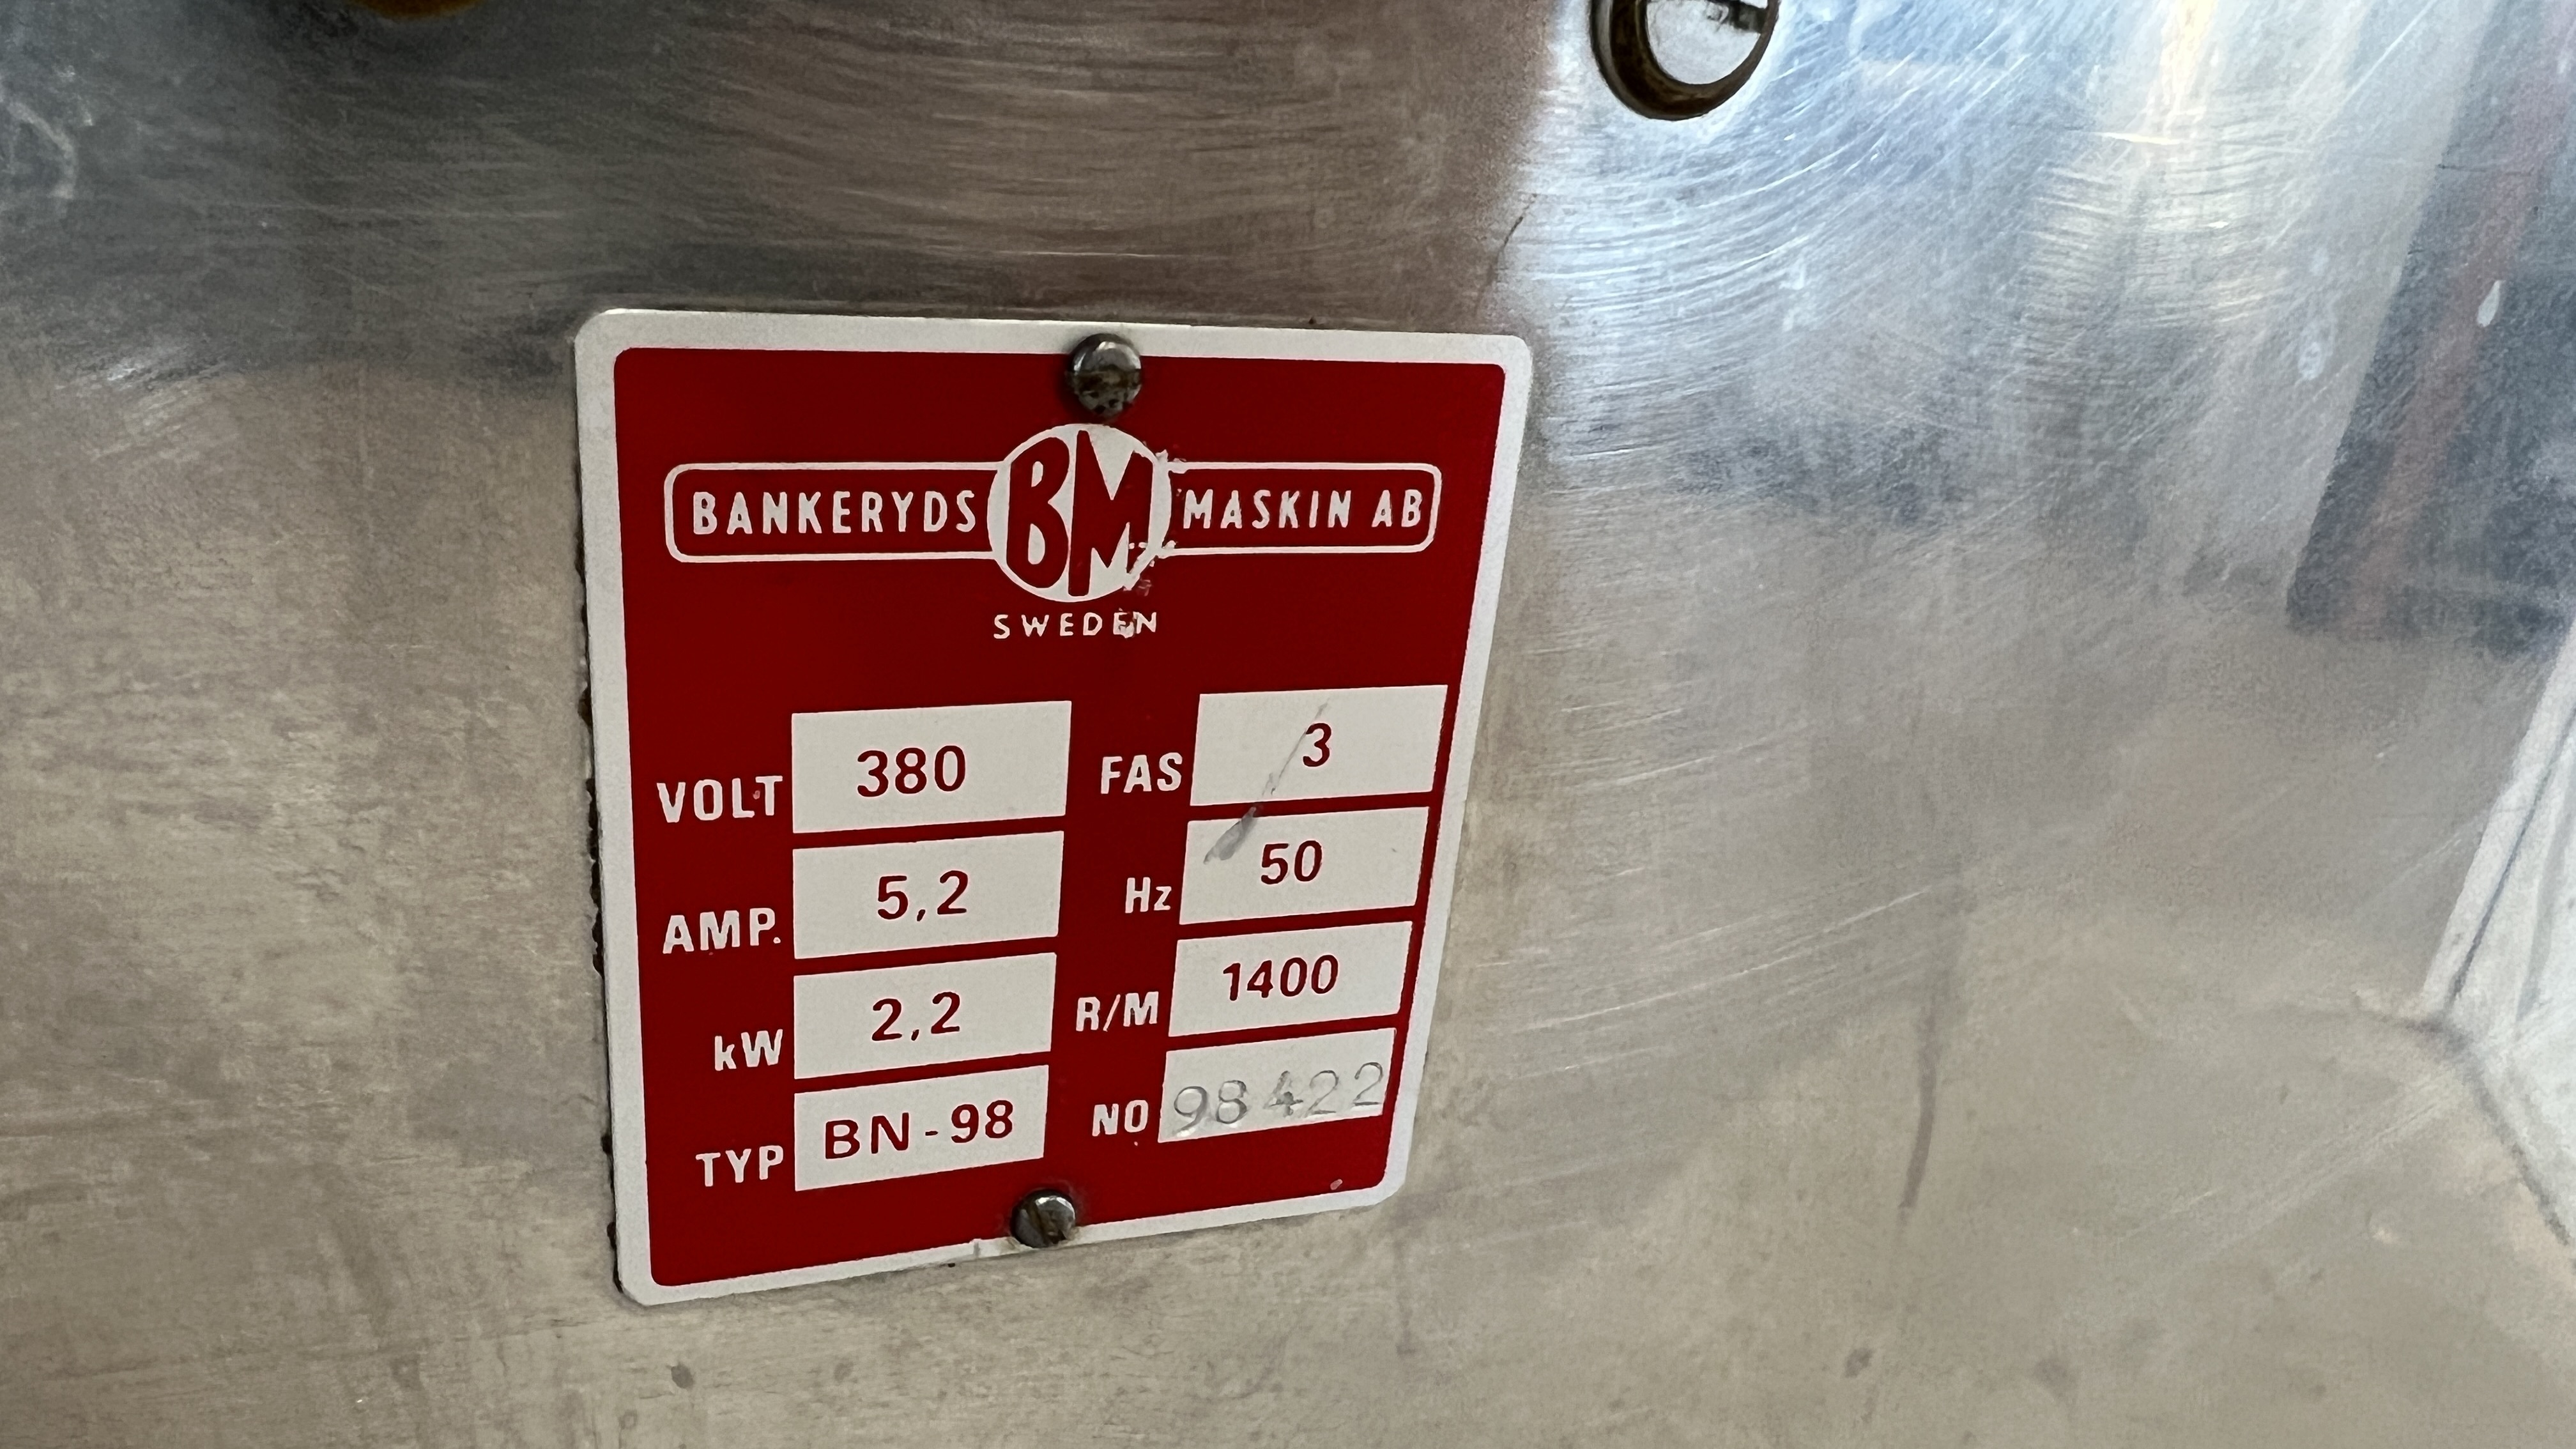 BANKERYDS BM MASKIN AB
SWEDEN
VOLT 380 FAS 3
AMP. 5,2 Hz 50
kW 2,2 R/M 1400
TYP BN-98 NO 98422